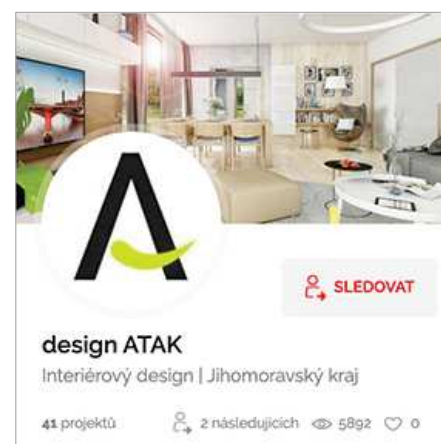 SLEDOVAT
design ATAK
Interiérový design | Jihomoravský kraj
41 projektů 2 následujících 5892 0